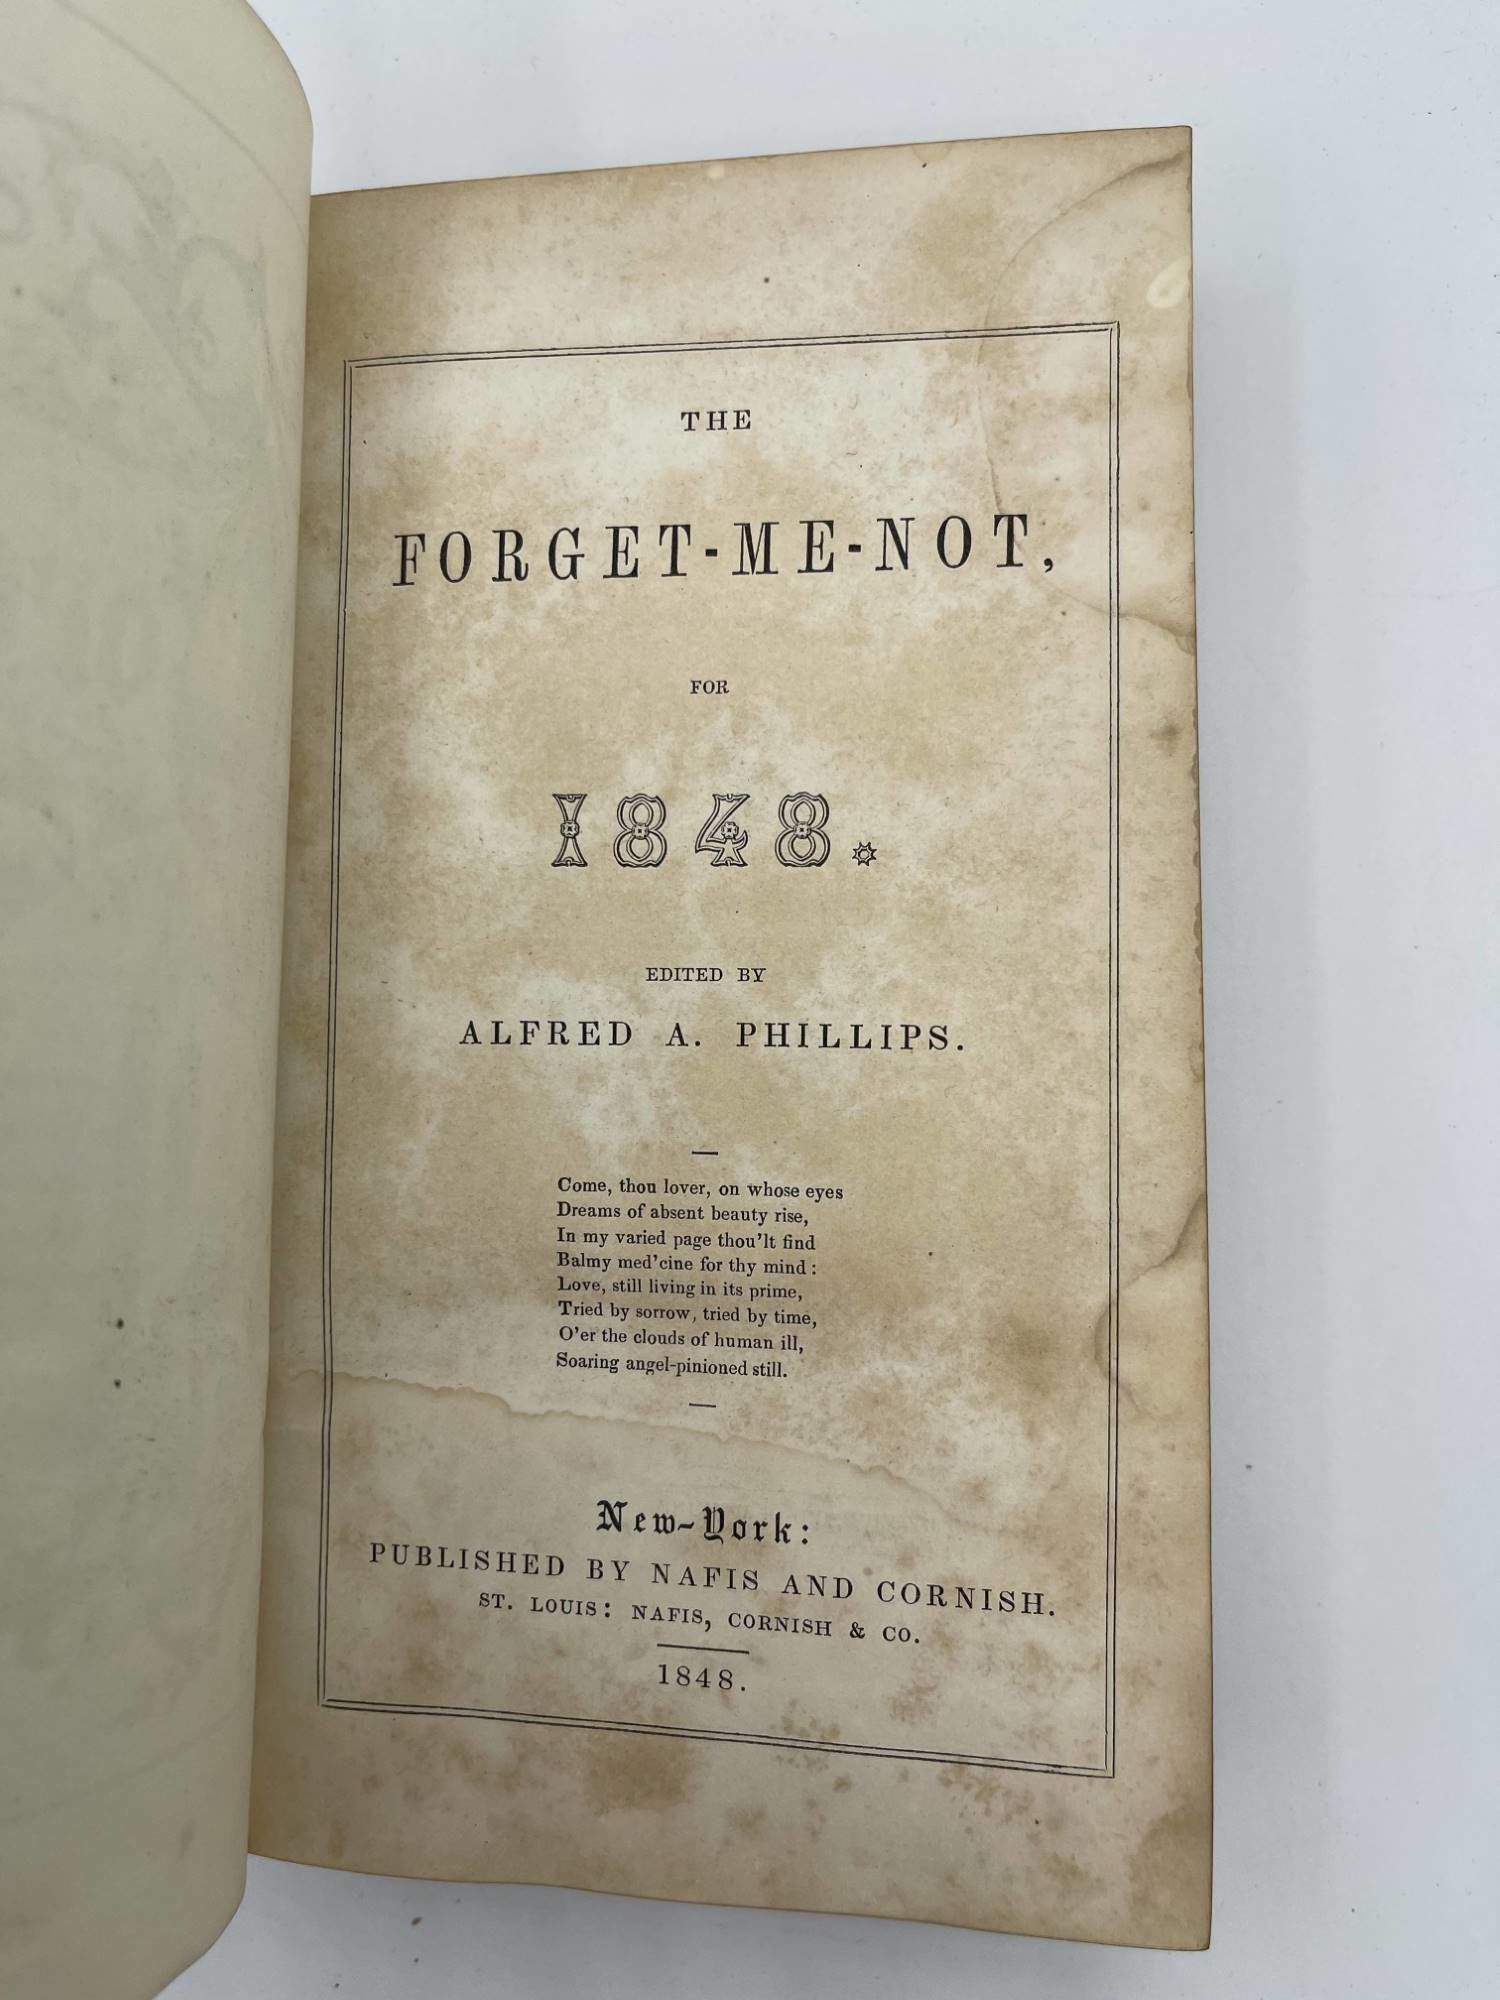 THE
FORGET-ME-NOT,
FOR
1848.
EDITED BY
ALFRED A. PHILLIPS.
Come, thou lover, on whose eyes
Dreams of absent beauty rise,
In my varied page thou'lt find
Balmy med'cine for thy mind:
Love, still living in its prime,
Tried by sorrow, tried by time,
O'er the clouds of human ill,
Soaring angel-pinioned still.
New-York:
PUBLISHED BY NAFIS AND CORNISH.
ST. LOUIS: NAFIS, CORNISH & CO.
1848.